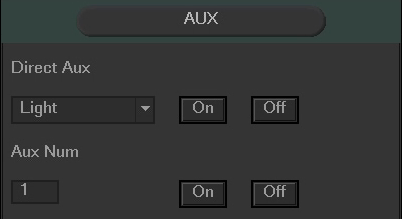 AUX
Direct Aux
Light On Off
Aux Num
1 On Off